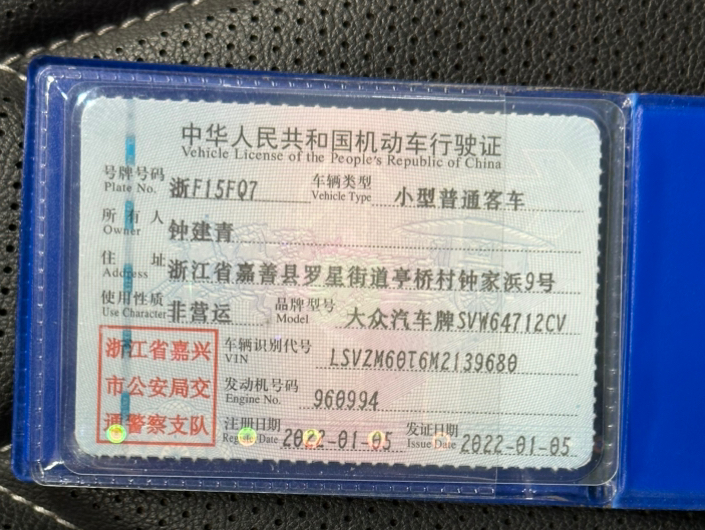 中华人民共和国机动车行驶证
Vehicle License of the People's Republic of China
号牌号码 浙F15FQ7 车辆类型 小型普通客车
Plate No. Vehicle Type
所有人 钟建青
Owner
住址 浙江省嘉善县罗星街道亭桥村钟家浜9号
Address
使用性质 非营运 品牌型号 大众汽车牌SVW64712CV
Use Character Model
浙江省嘉兴
市公安局交
通警察支队
车辆识别代号 LSVZM60T6M2139680
VIN
发动机号码 960994
Engine No.
注册日期 2022-01-05 发证日期 2022-01-05
Register Date Issue Date